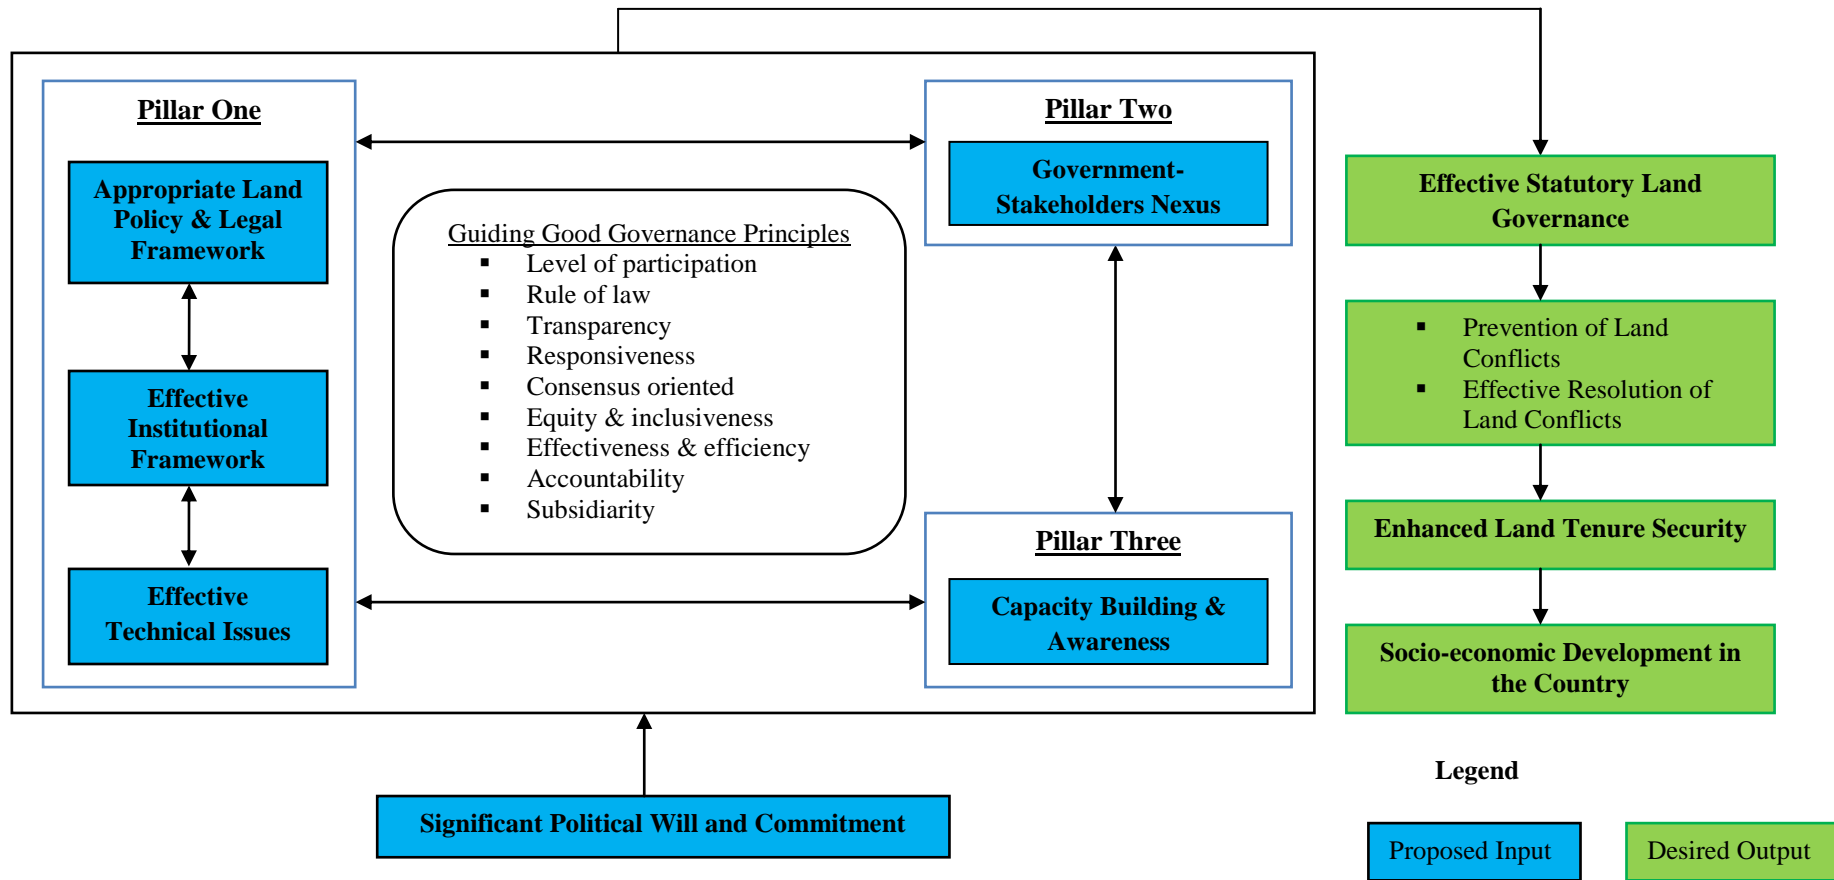 Pillar One
Appropriate Land
Policy & Legal
Framework
Effective
Institutional
Framework
Effective
Technical Issues
Guiding Good Governance Principles
▪ Level of participation
▪ Rule of law
▪ Transparency
▪ Responsiveness
▪ Consensus oriented
▪ Equity & inclusiveness
▪ Effectiveness & efficiency
▪ Accountability
▪ Subsidiarity
Pillar Two
Government-
Stakeholders Nexus
Pillar Three
Capacity Building &
Awareness
Significant Political Will and Commitment
Effective Statutory Land
Governance
▪ Prevention of Land
Conflicts
▪ Effective Resolution of
Land Conflicts
Enhanced Land Tenure Security
Socio-economic Development in
the Country
Legend
Proposed Input
Desired Output